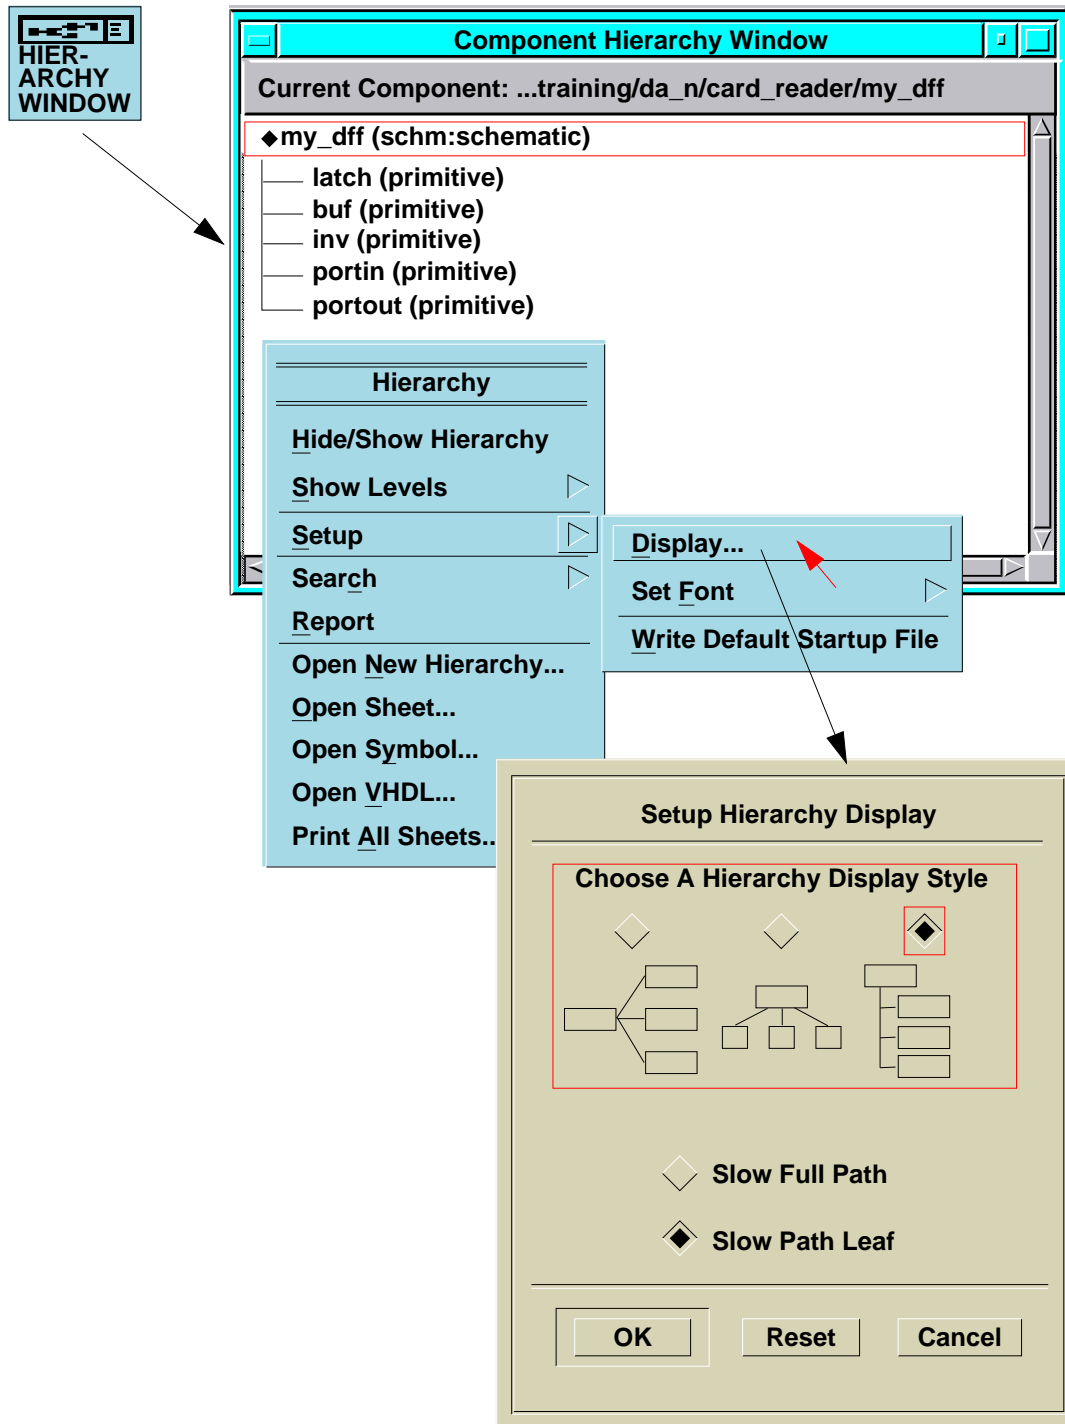 HIER-
ARCHY
WINDOW
Component Hierarchy Window
Current Component: ...training/da_n/card_reader/my_dff
my_dff (schm:schematic)
latch (primitive)
buf (primitive)
inv (primitive)
portin (primitive)
portout (primitive)
Hierarchy
Hide/Show Hierarchy
Show Levels
Setup
Search
Report
Open New Hierarchy...
Open Sheet...
Open Symbol...
Open VHDL...
Print All Sheets..
Display...
Set Font
Write Default Startup File
Setup Hierarchy Display
Choose A Hierarchy Display Style
Slow Full Path
Slow Path Leaf
OK Reset Cancel